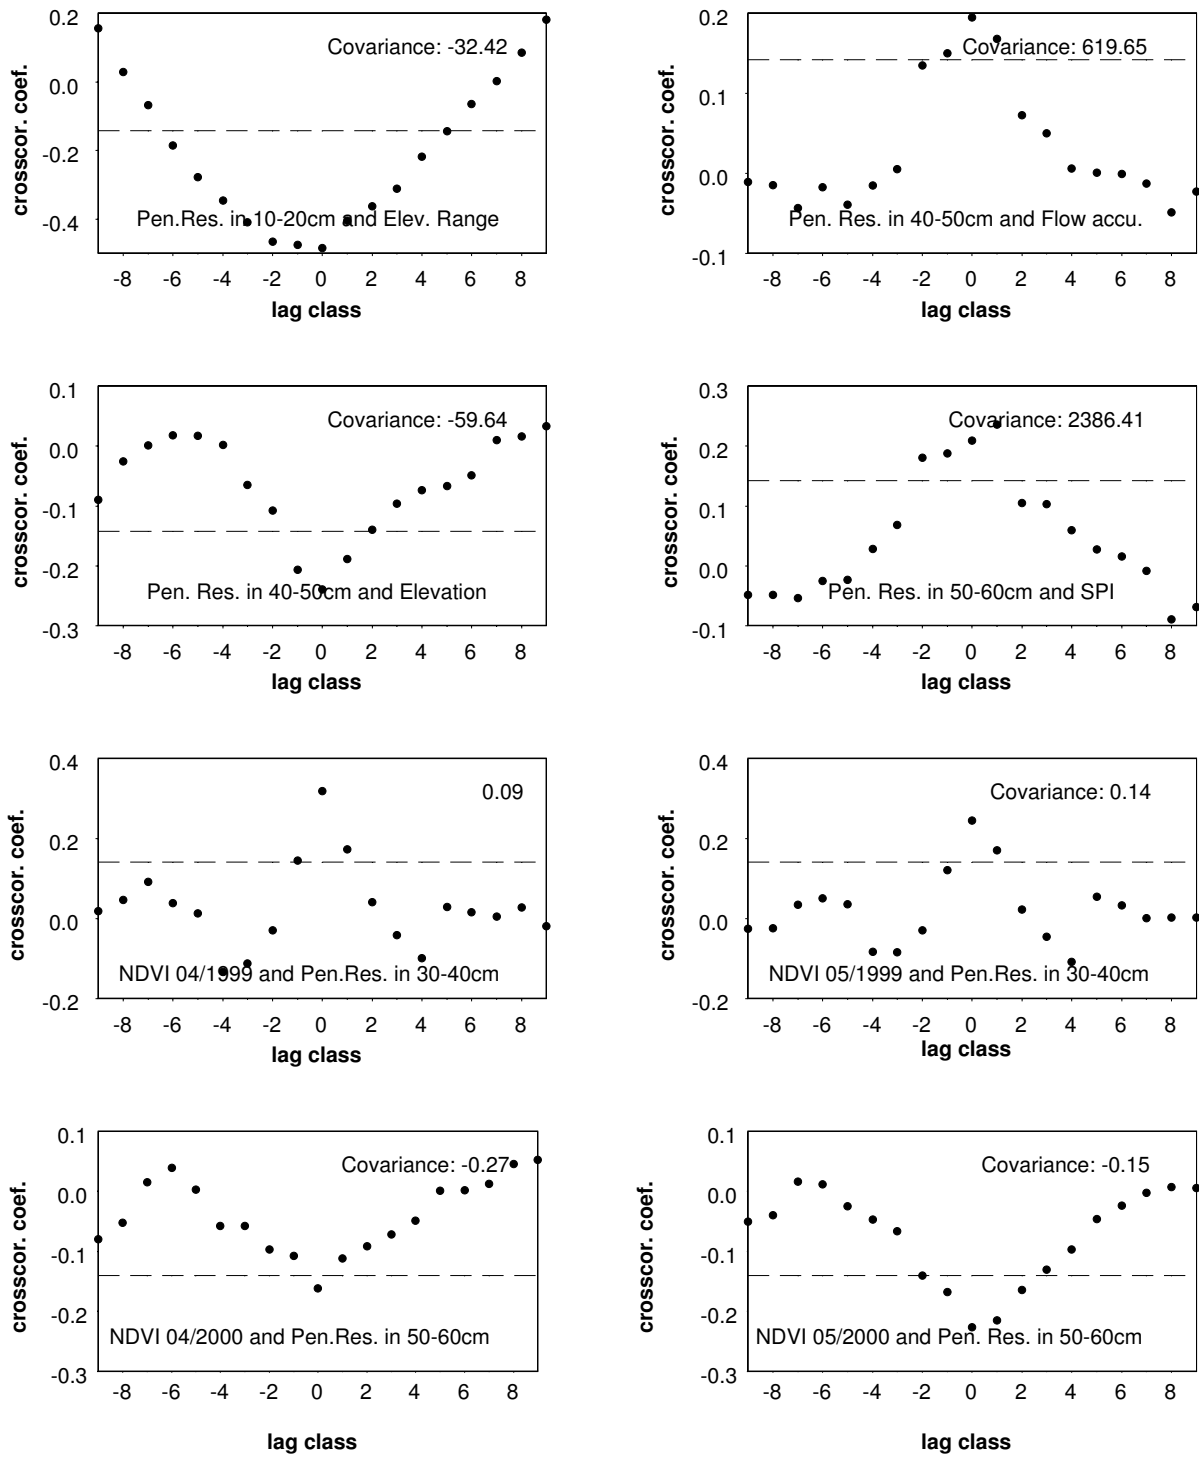 0.2
0.0
-0.2
-0.4
crosscor. coef.
Covariance: -32.42
Pen.Res. in 10-20cm and Elev. Range
-8 -6 -4 -2 0 2 4 6 8
lag class
0.2
0.1
0.0
-0.1
crosscor. coef.
Covariance: 619.65
Pen. Res. in 40-50cm and Flow accu.
-8 -6 -4 -2 0 2 4 6 8
lag class
0.1
0.0
-0.1
-0.2
-0.3
crosscor. coef.
Covariance: -59.64
Pen. Res. in 40-50cm and Elevation
-8 -6 -4 -2 0 2 4 6 8
lag class
0.3
0.2
0.1
0.0
-0.1
crosscor. coef.
Covariance: 2386.41
Pen. Res. in 50-60cm and SPI
-8 -6 -4 -2 0 2 4 6 8
lag class
0.4
0.2
0.0
-0.2
crosscor. coef.
0.09
NDVI 04/1999 and Pen.Res. in 30-40cm
-8 -6 -4 -2 0 2 4 6 8
lag class
0.4
0.2
0.0
-0.2
crosscor. coef.
Covariance: 0.14
NDVI 05/1999 and Pen.Res. in 30-40cm
-8 -6 -4 -2 0 2 4 6 8
lag class
0.1
0.0
-0.1
-0.2
-0.3
crosscor. coef.
Covariance: -0.27
NDVI 04/2000 and Pen.Res. in 50-60cm
-8 -6 -4 -2 0 2 4 6 8
lag class
0.1
0.0
-0.1
-0.2
-0.3
crosscor. coef.
Covariance: -0.15
NDVI 05/2000 and Pen. Res. in 50-60cm
-8 -6 -4 -2 0 2 4 6 8
lag class